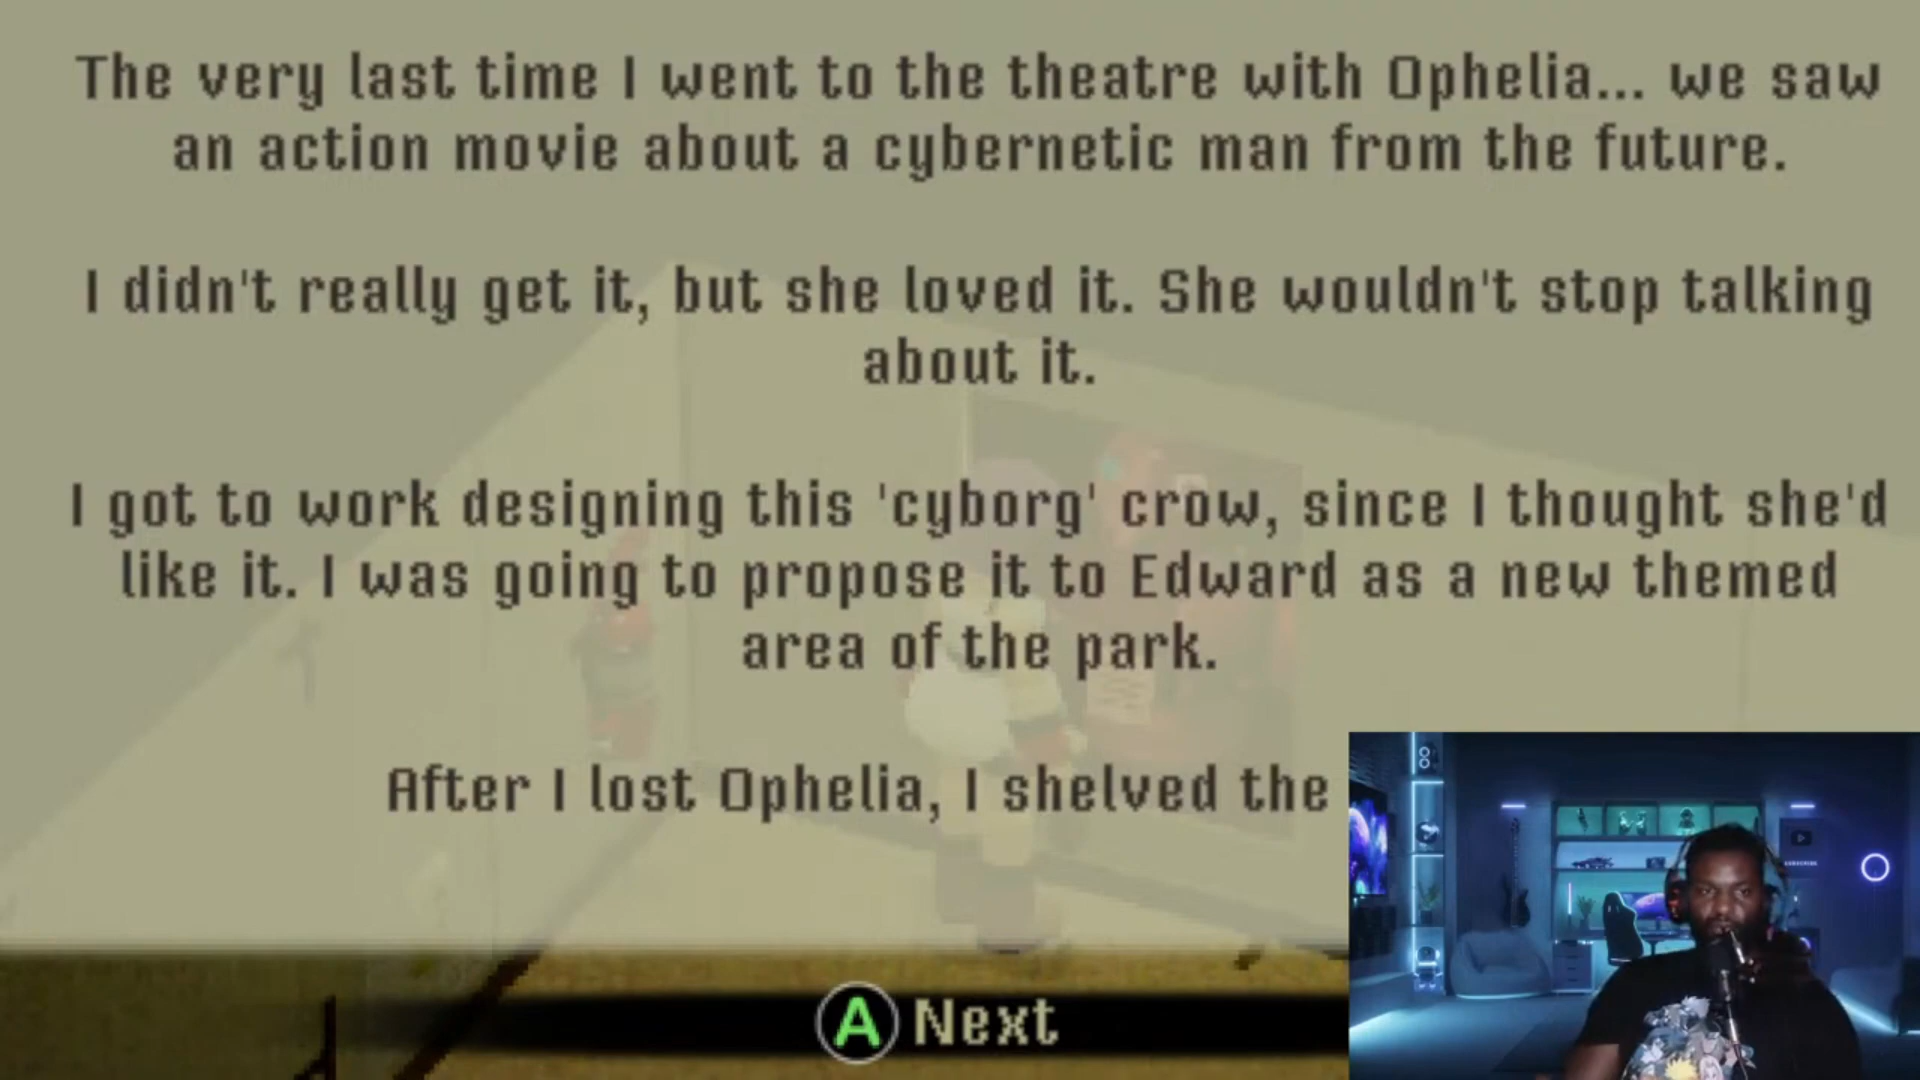 The very last time I went to the theatre with Ophelia... we saw
an action movie about a cybernetic man from the future.
I didn't really get it, but she loved it. She wouldn't stop talking
about it.
I got to work designing this 'cyborg' crow, since I thought she'd
like it. I was going to propose it to Edward as a new themed
area of the park.
After I lost Ophelia, I shelved the
A Next
SUBSCRIBE